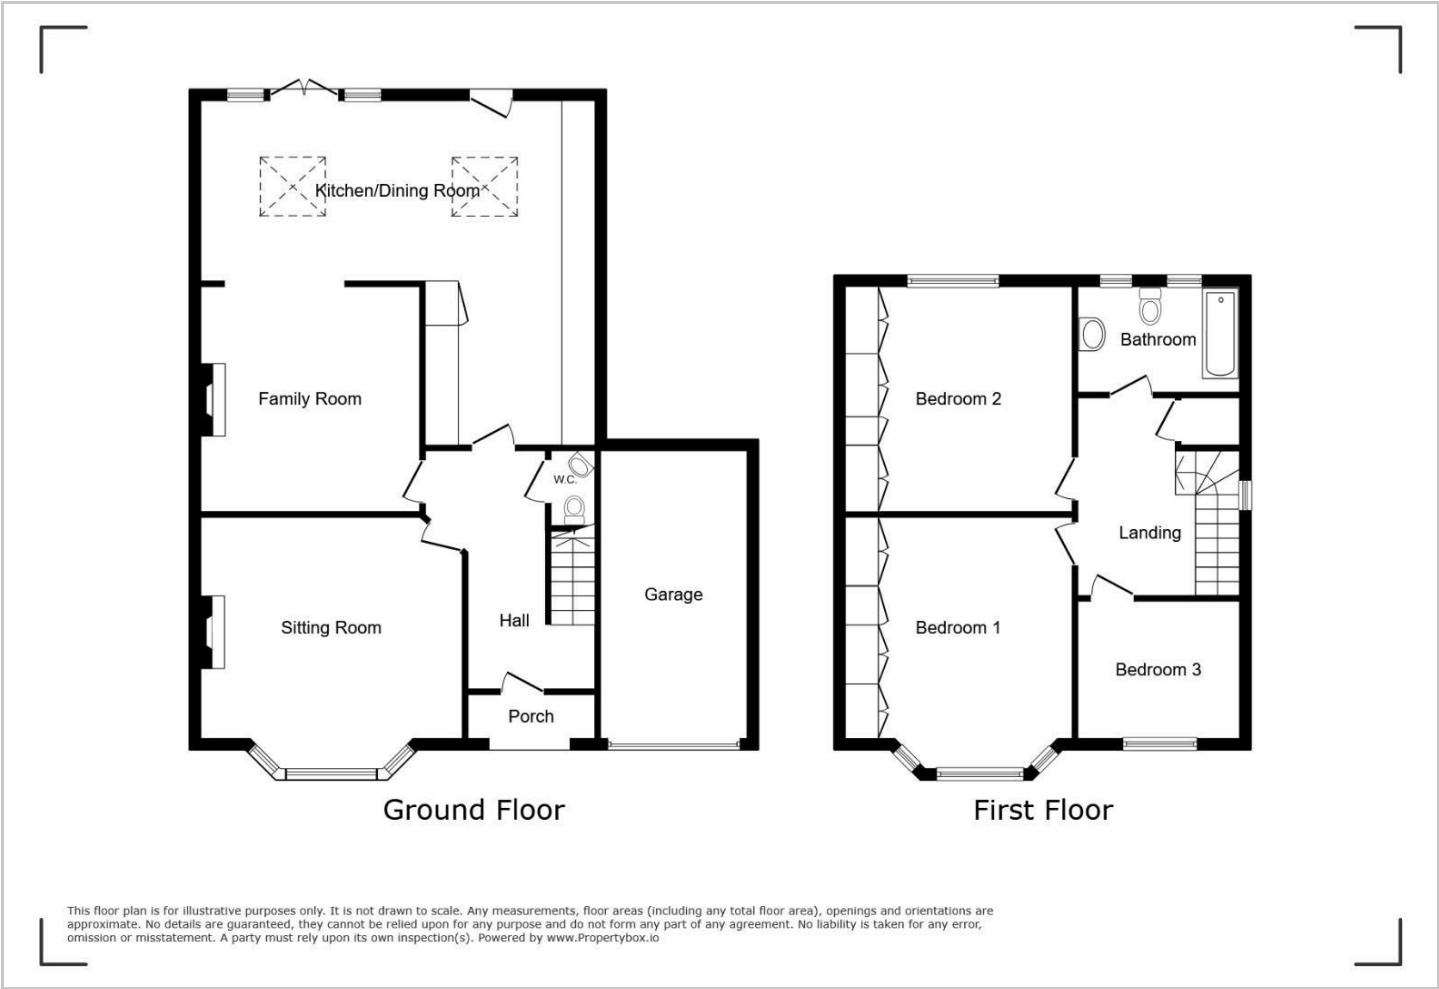 Kitchen/Dining Room
Family Room
W.C.
Sitting Room
Hall
Garage
Porch
Ground Floor
Bathroom
Bedroom 2
Landing
Bedroom 1
Bedroom 3
First Floor
This floor plan is for illustrative purposes only. It is not drawn to scale. Any measurements, floor areas (including any total floor area), openings and orientations are
approximate. No details are guaranteed, they cannot be relied upon for any purpose and do not form any part of any agreement. No liability is taken for any error,
omission or misstatement. A party must rely upon its own inspection(s). Powered by www.Propertybox.io